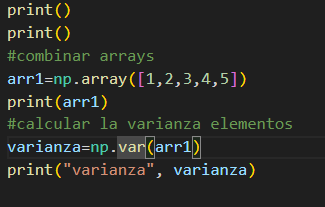 print()
print()
#combinar arrays
arr1=np.array([1,2,3,4,5])
print(arr1)
#calcular la varianza elementos
varianza=np.var(arr1)
print("varianza", varianza)